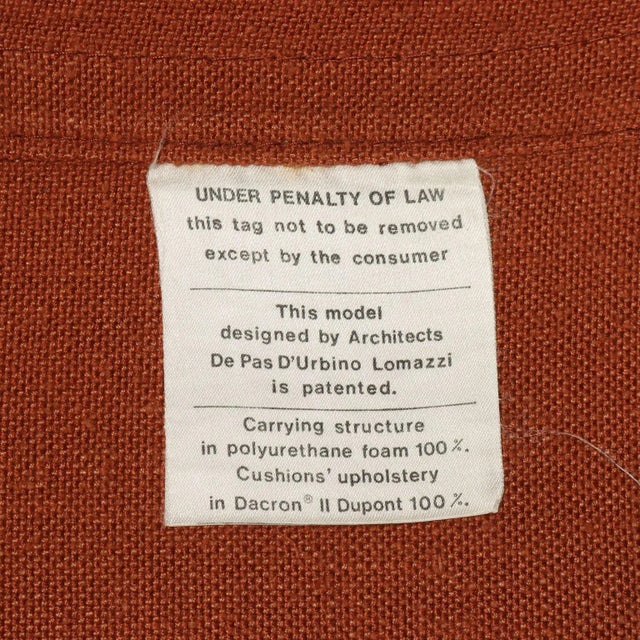 UNDER PENALTY OF LAW
this tag not to be removed
except by the consumer
This model
designed by Architects
De Pas D'Urbino Lomazzi
is patented.
Carrying structure
in polyurethane foam 100 %.
Cushions' upholstery
in Dacron® II Dupont 100 %.